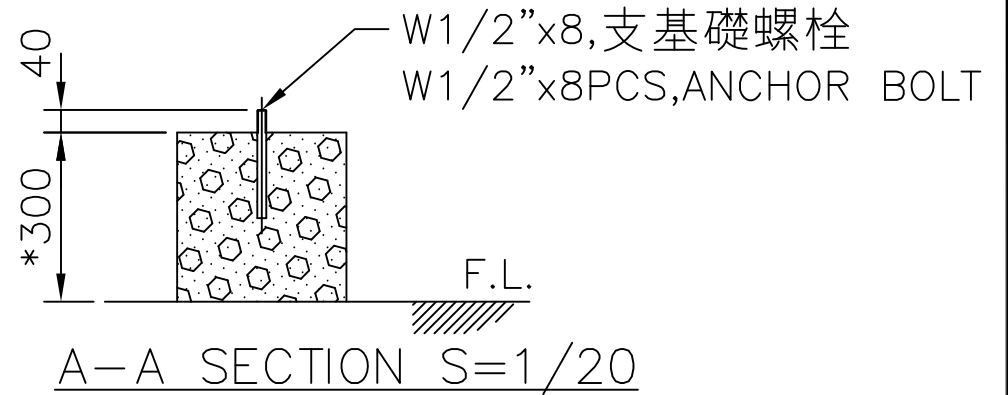 W1/2”x8,支基礎螺栓
W1/2”x8PCS,ANCHOR BOLT
40
*300
F.L.
A-A SECTION S=1/20